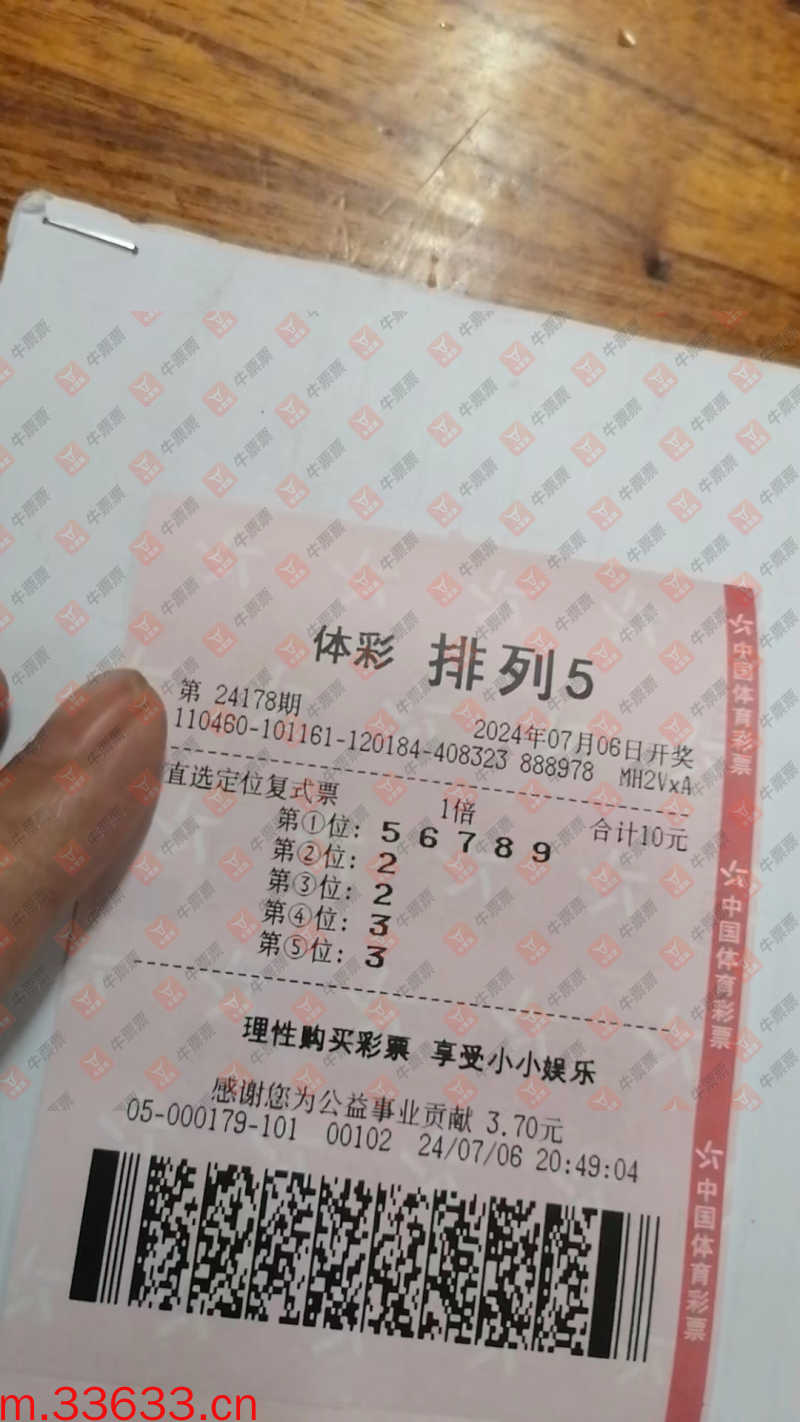 体彩 排列5
第 24178期 2024年07月06日开奖
110460-101161-120184-408323 888978 MH2VxA
直选定位复式票 1倍 合计10元
第①位: 5 6 7 8 9
第②位: 2
第③位: 2
第④位: 3
第⑤位: 3
理性购买彩票 享受小小娱乐
感谢您为公益事业贡献 3.70元
05-000179-101 00102 24/07/06 20:49:04
中国体育彩票
中国体育彩票
中国体育彩票
牛票票
m.33633.cn